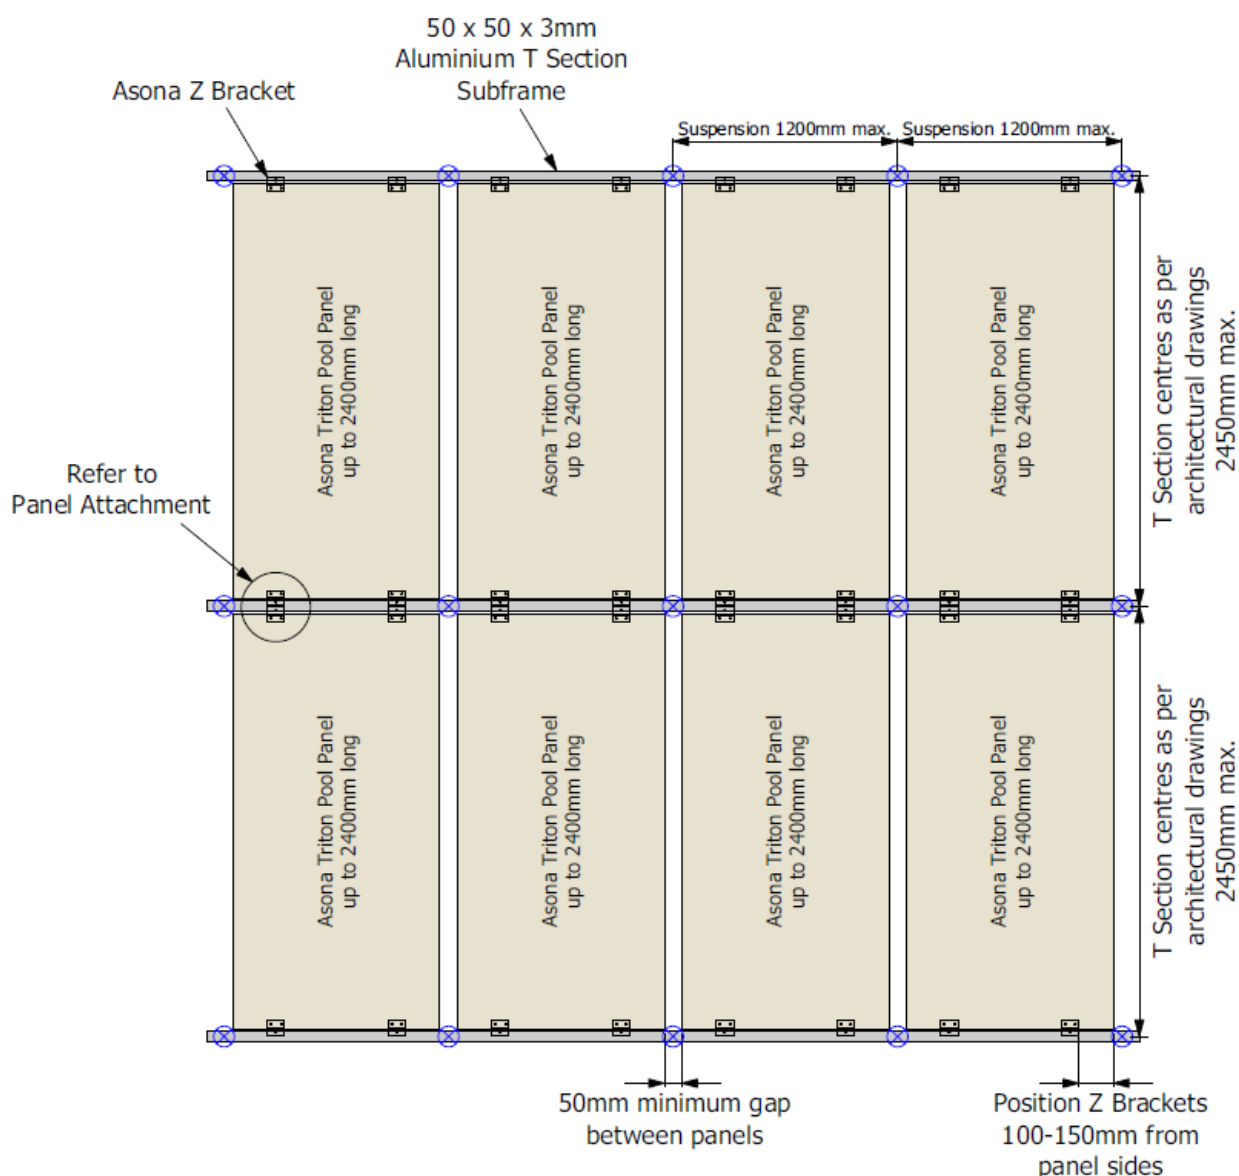 50 x 50 x 3mm
Aluminium T Section
Subframe
Asona Z Bracket
Suspension 1200mm max.
Suspension 1200mm max.
Asona Triton Pool Panel
up to 2400mm long
Asona Triton Pool Panel
up to 2400mm long
Asona Triton Pool Panel
up to 2400mm long
Asona Triton Pool Panel
up to 2400mm long
T Section centres as per
architectural drawings
2450mm max.
Refer to
Panel Attachment
Asona Triton Pool Panel
up to 2400mm long
Asona Triton Pool Panel
up to 2400mm long
Asona Triton Pool Panel
up to 2400mm long
Asona Triton Pool Panel
up to 2400mm long
T Section centres as per
architectural drawings
2450mm max.
50mm minimum gap
between panels
Position Z Brackets
100-150mm from
panel sides